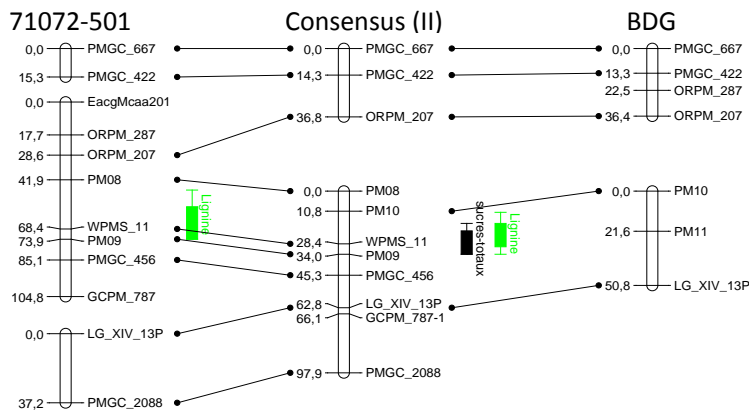 71072-501
0,0 PMGC_667
15,3 PMGC_422
0,0 EacgMcaa201
17,7 ORPM_287
28,6 ORPM_207
41,9 PM08
68,4 WPMS_11
73,9 PM09
85,1 PMGC_456
104,8 GCPM_787
0,0 LG_XIV_13P
37,2 PMGC_2088
Lignine
Consensus (II)
0,0 PMGC_667
14,3 PMGC_422
36,8 ORPM_207
0,0 PM08
10,8 PM10
28,4 WPMS_11
34,0 PM09
45,3 PMGC_456
62,8 LG_XIV_13P
66,1 GCPM_787-1
97,9 PMGC_2088
sucres-totaux
Lignine
BDG
0,0 PMGC_667
13,3 PMGC_422
22,5 ORPM_287
36,4 ORPM_207
0,0 PM10
21,6 PM11
50,8 LG_XIV_13P